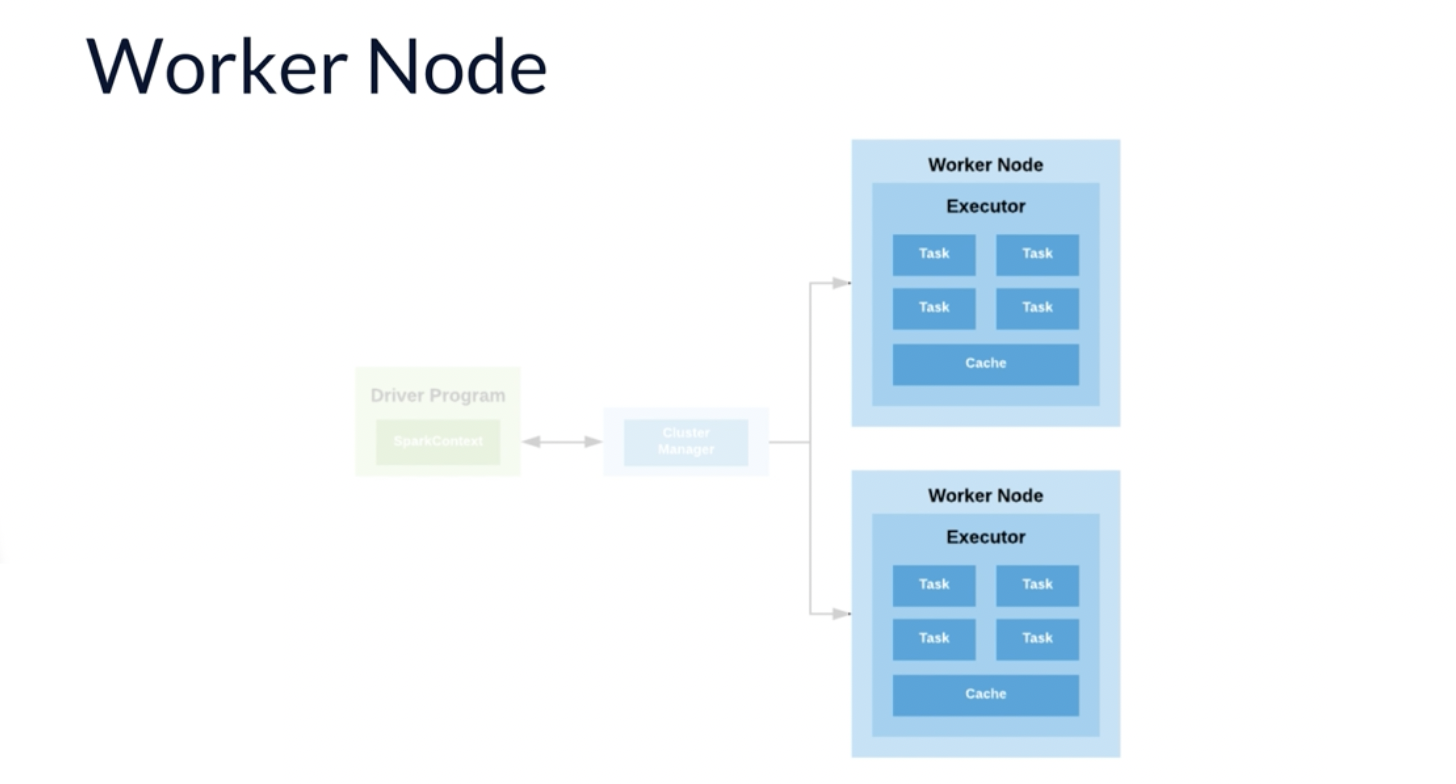 Worker Node
Driver Program
SparkContext
Cluster
Manager
Worker Node
Executor
Task Task
Task Task
Cache
Worker Node
Executor
Task Task
Task Task
Cache